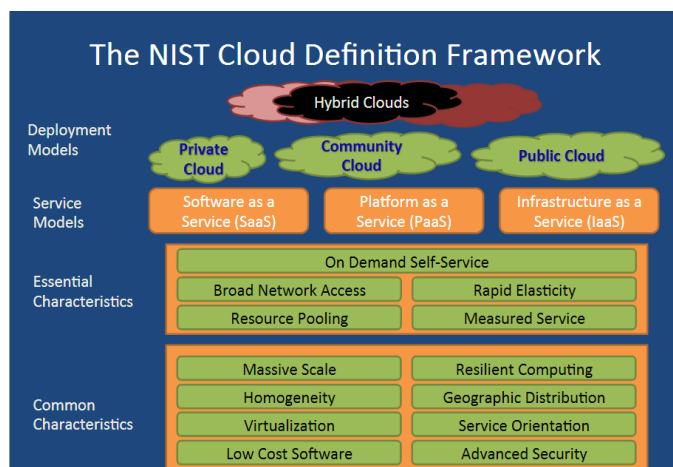 The NIST Cloud Definition Framework
Hybrid Clouds
Deployment
Models
Private
Cloud
Community
Cloud
Public Cloud
Service
Models
Software as a
Service (SaaS)
Platform as a
Service (PaaS)
Infrastructure as a
Service (IaaS)
Essential
Characteristics
On Demand Self-Service
Broad Network Access
Rapid Elasticity
Resource Pooling
Measured Service
Common
Characteristics
Massive Scale
Resilient Computing
Homogeneity
Geographic Distribution
Virtualization
Service Orientation
Low Cost Software
Advanced Security